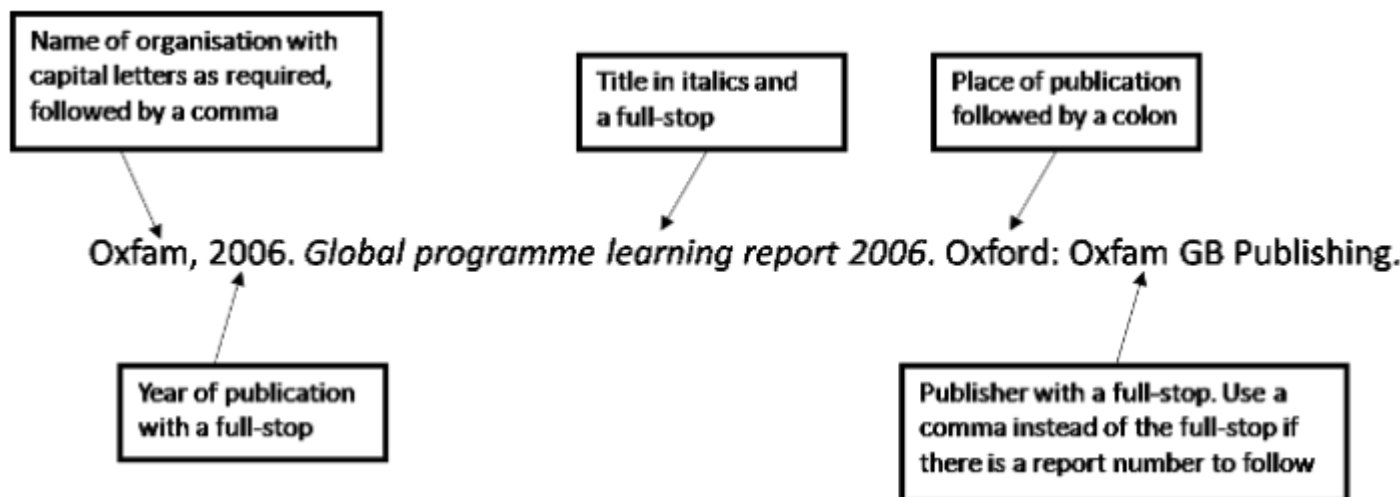 Name of organisation with
capital letters as required,
followed by a comma
Title in italics and
a full-stop
Place of publication
followed by a colon
Oxfam, 2006. Global programme learning report 2006. Oxford: Oxfam GB Publishing.
Year of publication
with a full-stop
Publisher with a full-stop. Use a
comma instead of the full-stop if
there is a report number to follow